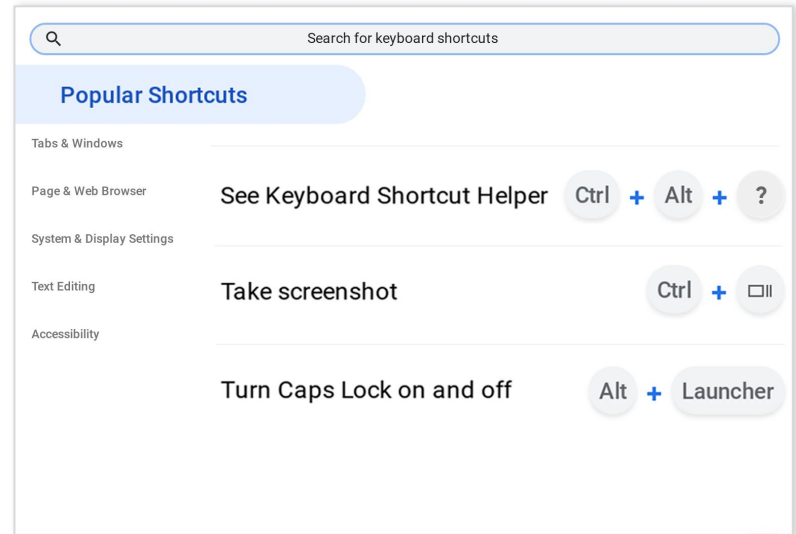 Search for keyboard shortcuts
Popular Shortcuts
Tabs & Windows
Page & Web Browser
System & Display Settings
Text Editing
Accessibility
See Keyboard Shortcut Helper Ctrl + Alt + ?
Take screenshot Ctrl +
Turn Caps Lock on and off Alt + Launcher